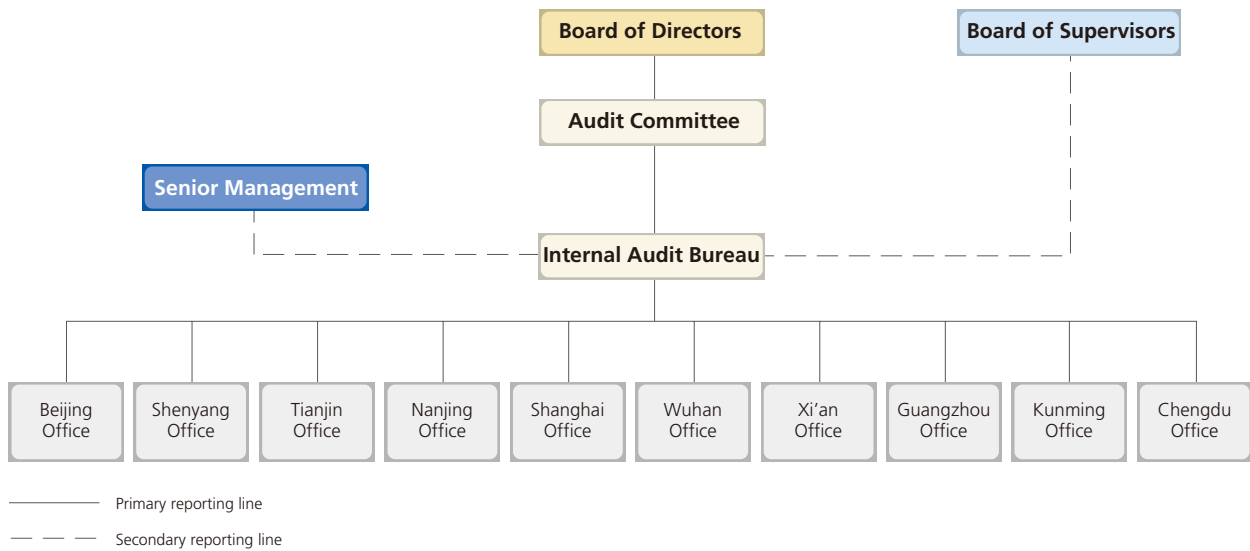 Board of Directors
Board of Supervisors
Audit Committee
Senior Management
Internal Audit Bureau
Beijing
Office
Shenyang
Office
Tianjin
Office
Nanjing
Office
Shanghai
Office
Wuhan
Office
Xi’an
Office
Guangzhou
Office
Kunming
Office
Chengdu
Office
Primary reporting line
Secondary reporting line